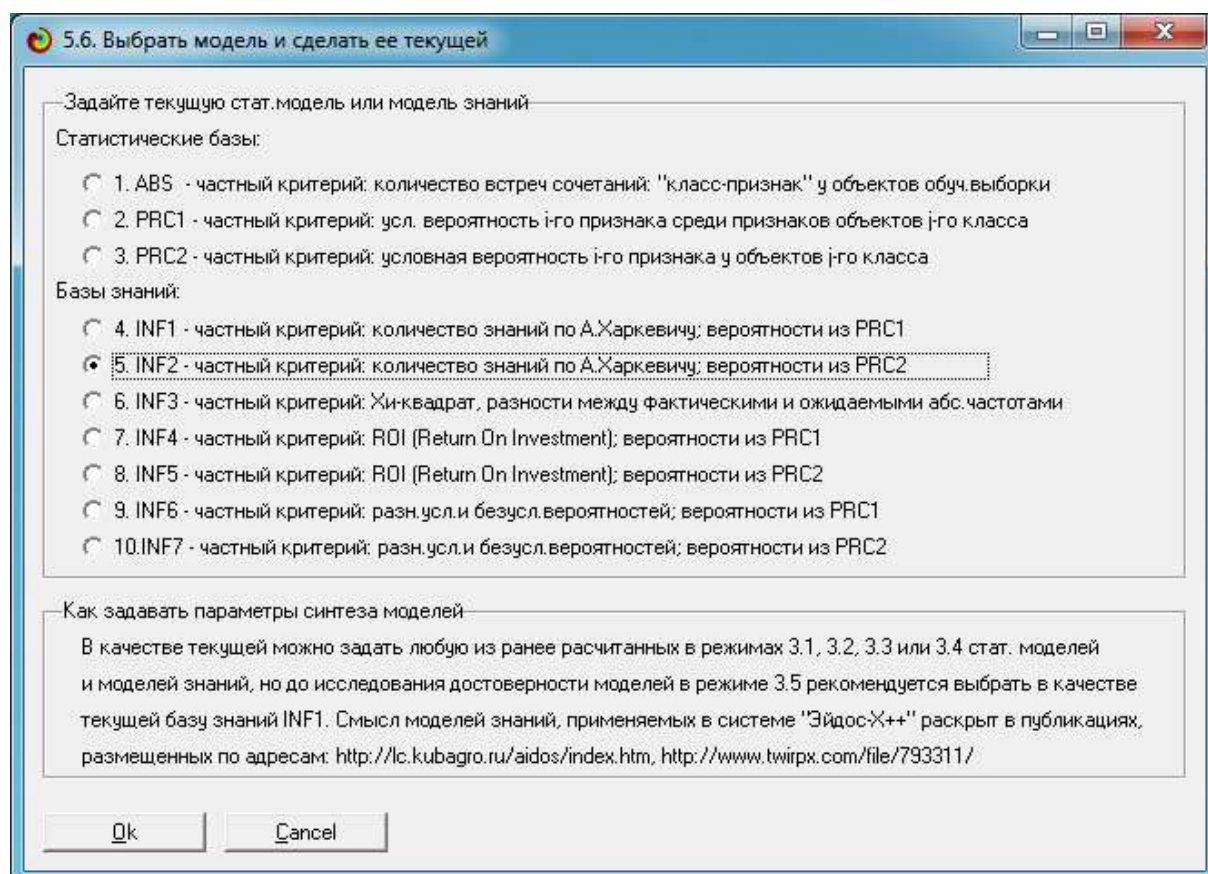 5.6. Выбрать модель и сделать ее текущей
Задайте текущую стат.модель или модель знаний
Статистические базы:
1. ABS - частный критерий: количество встреч сочетаний: "класс-признак" у объектов обуч.выборки
2. PRC1 - частный критерий: усл. вероятность i-го признака среди признаков объектов j-го класса
3. PRC2 - частный критерий: условная вероятность i-го признака у объектов j-го класса
Базы знаний:
4. INF1 - частный критерий: количество знаний по А.Харкевичу; вероятности из PRC1
5. INF2 - частный критерий: количество знаний по А.Харкевичу; вероятности из PRC2
6. INF3 - частный критерий: Хи-квадрат, разности между фактическими и ожидаемыми абс.частотами
7. INF4 - частный критерий: ROI (Return On Investment); вероятности из PRC1
8. INF5 - частный критерий: ROI (Return On Investment); вероятности из PRC2
9. INF6 - частный критерий: разн.усл.и безусл.вероятностей; вероятности из PRC1
10.INF7 - частный критерий: разн.усл.и безусл.вероятностей; вероятности из PRC2
Как задавать параметры синтеза моделей
В качестве текущей можно задать любую из ранее расчитанных в режимах 3.1, 3.2, 3.3 или 3.4 стат. моделей
и моделей знаний, но до исследования достоверности моделей в режиме 3.5 рекомендуется выбрать в качестве
текущей базу знаний INF1. Смысл моделей знаний, применяемых в системе "Эйдос-Х++" раскрыт в публикациях,
размещенных по адресам: http://lc.kubagro.ru/aidos/index.htm, http://www.twirpx.com/file/793311/
Ok Cancel